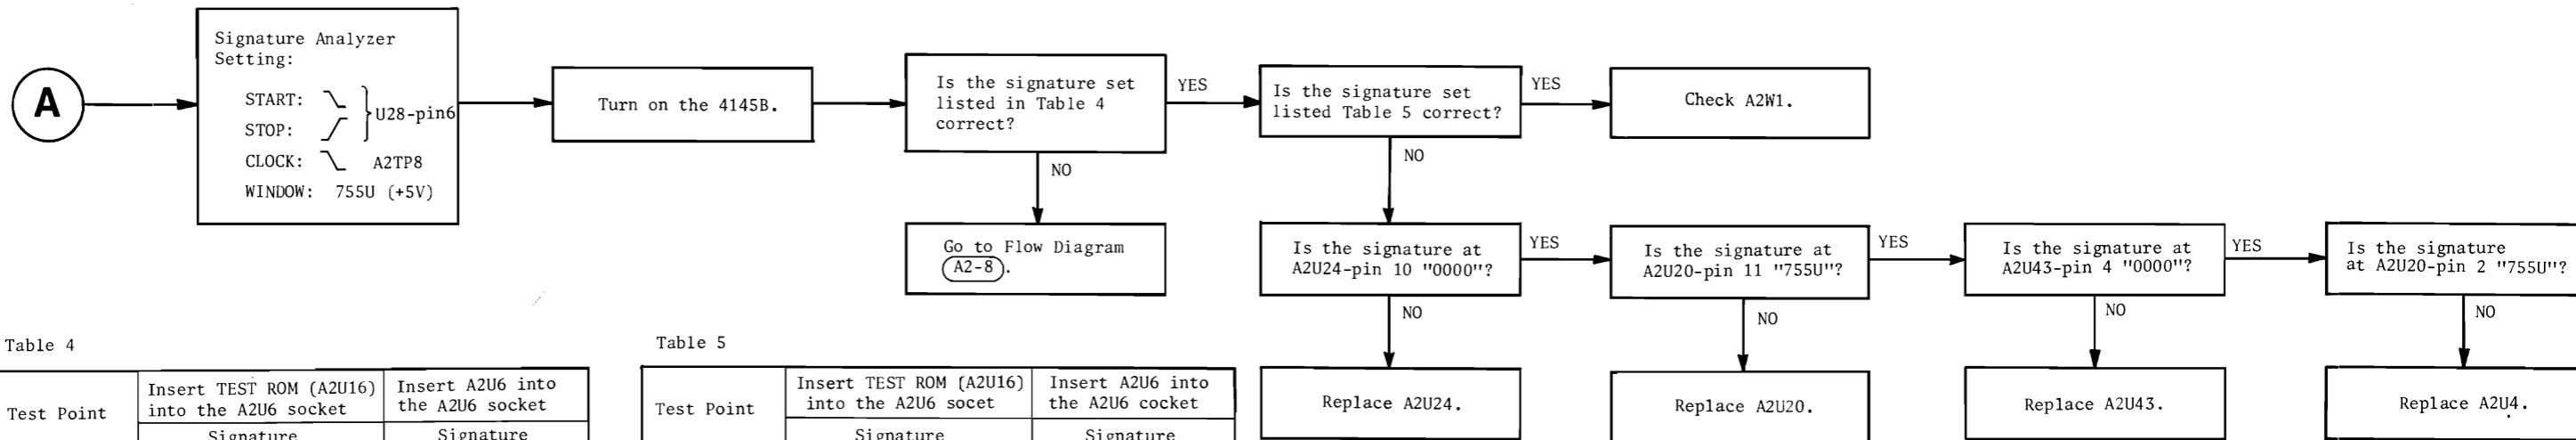 A
Signature Analyzer
Setting:
START:
STOP:
U28-pin6
CLOCK: A2TP8
WINDOW: 755U (+5V)
Turn on the 4145B.
Is the signature set
listed in Table 4
correct?
YES
NO
Go to Flow Diagram
A2-8.
Is the signature set
listed Table 5 correct?
YES
NO
Check A2W1.
Is the signature at
A2U24-pin 10 "0000"?
YES
NO
Replace A2U24.
Is the signature at
A2U20-pin 11 "755U"?
YES
NO
Replace A2U20.
Is the signature at
A2U43-pin 4 "0000"?
YES
NO
Replace A2U43.
Is the signature
at A2U20-pin 2 "755U"?
NO
Replace A2U4.
Table 4
Test Point
Insert TEST ROM (A2U16)
into the A2U6 socket
Signature
Insert A2U6 into
the A2U6 socket
Signature
Table 5
Test Point
Insert TEST ROM (A2U16)
into the A2U6 socet
Signature
Insert A2U6 into
the A2U6 cocket
Signature